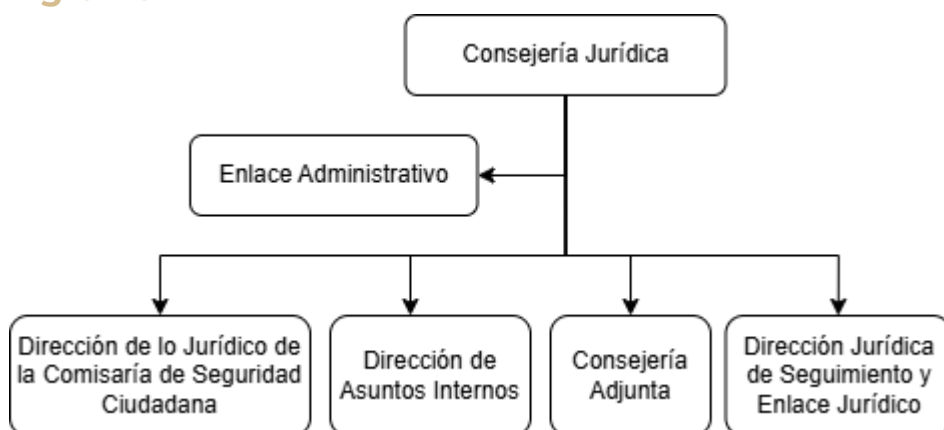 Consejería Jurídica
Enlace Administrativo
Dirección de lo Jurídico de
la Comisaría de Seguridad
Ciudadana
Dirección de
Asuntos Internos
Consejería
Adjunta
Dirección Jurídica
de Seguimiento y
Enlace Jurídico